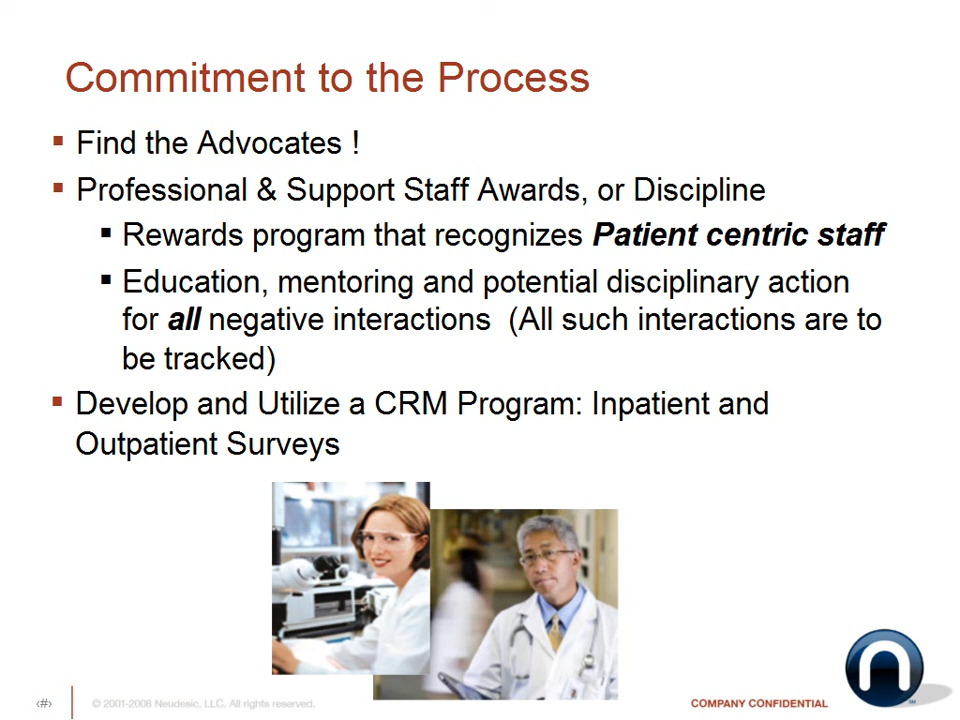 Commitment to the Process
▪ Find the Advocates !
▪ Professional & Support Staff Awards, or Discipline
▪ Rewards program that recognizes Patient centric staff
▪ Education, mentoring and potential disciplinary action
for all negative interactions  (All such interactions are to
be tracked)
▪ Develop and Utilize a CRM Program: Inpatient and
Outpatient Surveys
‹#›
© 2001-2008 Neudesic, LLC. All rights reserved.
COMPANY CONFIDENTIAL
n
SM